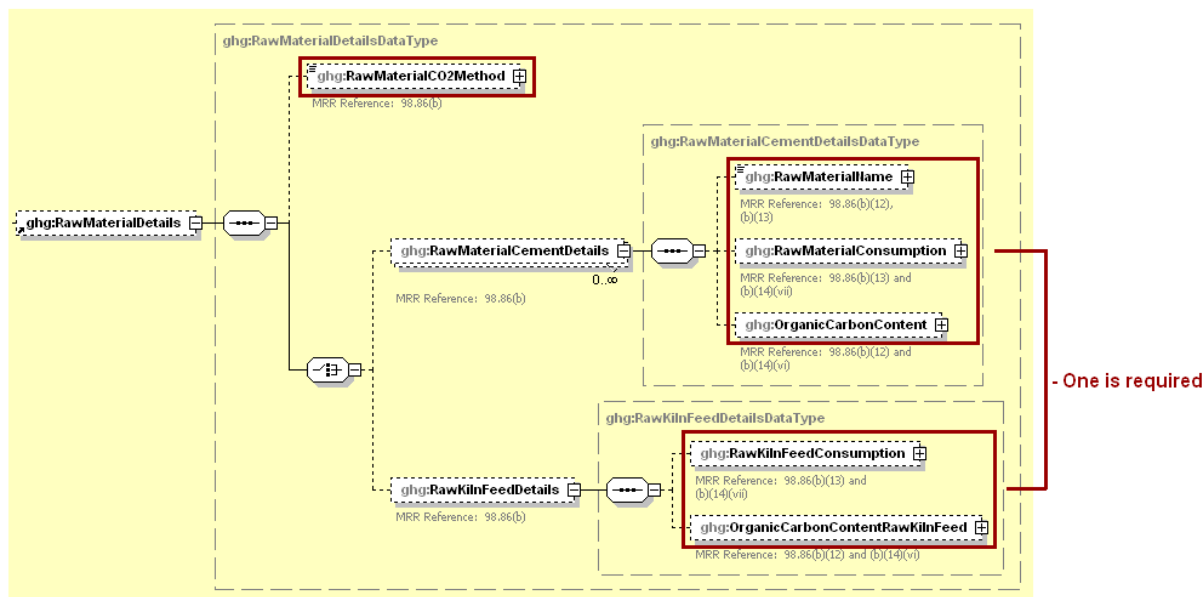 ghg:RawMaterialDetailsDataType
ghg:RawMaterialCO2Method
MRR Reference: 98.86(b)
ghg:RawMaterialCementDetailsDataType
ghg:RawMaterialName
MRR Reference: 98.86(b)(12),
(b)(13)
ghg:RawMaterialDetails
ghg:RawMaterialCementDetails
0..∞
MRR Reference: 98.86(b)
ghg:RawMaterialConsumption
MRR Reference: 98.86(b)(13) and
(b)(14)(vii)
ghg:OrganicCarbonContent
MRR Reference: 98.86(b)(12) and
(b)(14)(vi)
- One is required
ghg:RawKilnFeedDetailsDataType
ghg:RawKilnFeedConsumption
MRR Reference: 98.86(b)(13) and
(b)(14)(vii)
ghg:RawKilnFeedDetails
MRR Reference: 98.86(b)
ghg:OrganicCarbonContentRawKilnFeed
MRR Reference: 98.86(b)(12) and (b)(14)(vi)